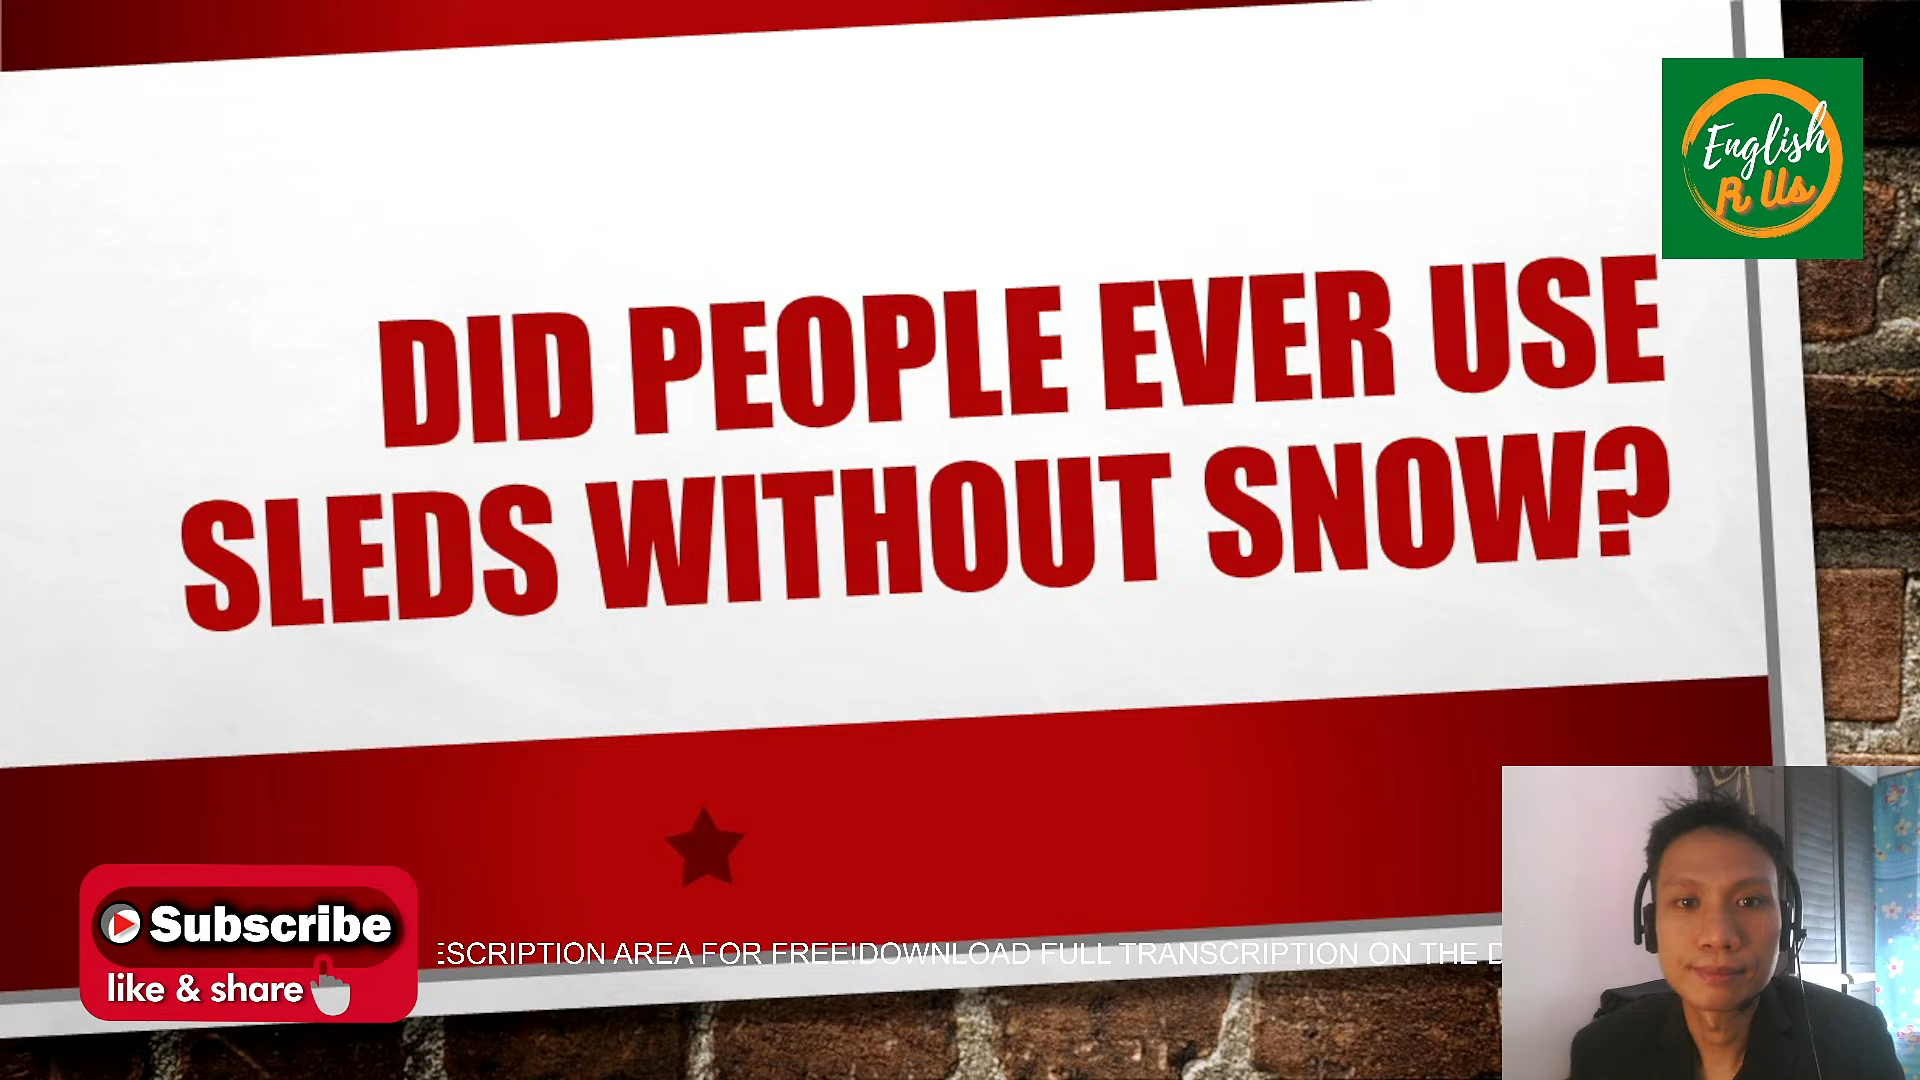 English
R Us
DID PEOPLE EVER USE
SLEDS WITHOUT SNOW?
Subscribe
like & share
ESCRIPTION AREA FOR FREE!DOWNLOAD FULL TRANSCRIPTION ON THE D